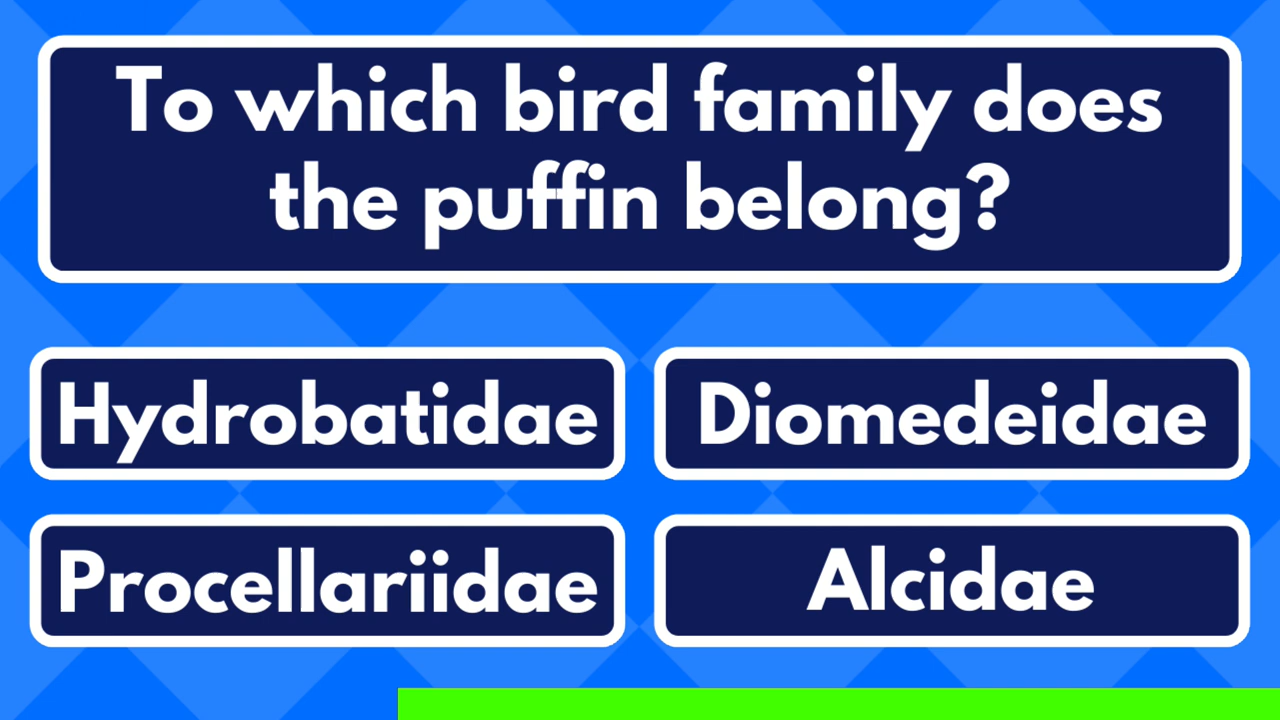 To which bird family does
the puffin belong?
Hydrobatidae
Diomedeidae
Procellariidae
Alcidae